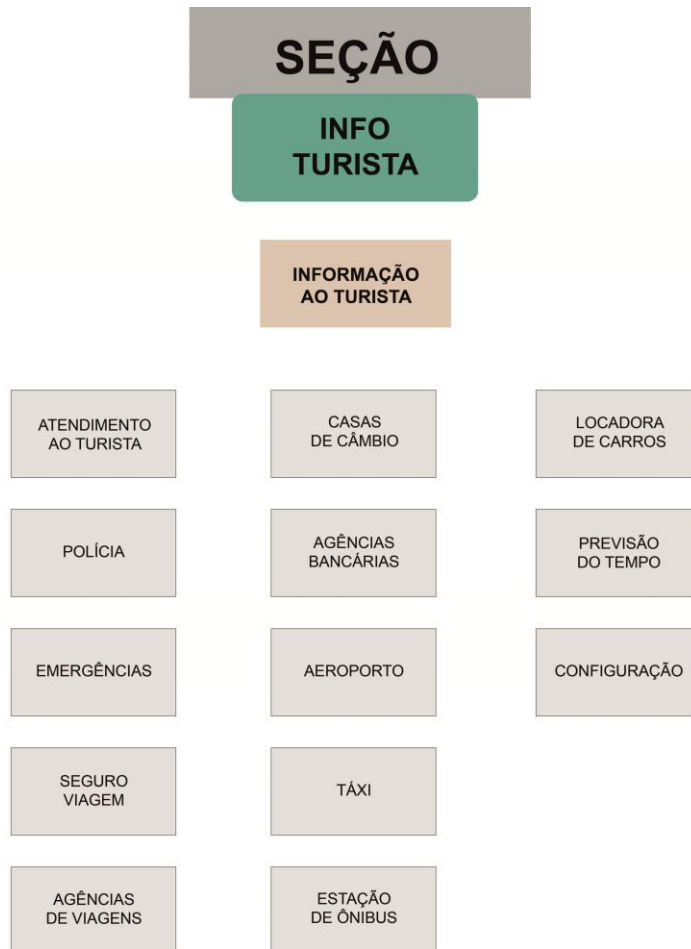 SEÇÃO
INFO
TURISTA
INFORMAÇÃO
AO TURISTA
ATENDIMENTO
AO TURISTA
CASAS
DE CÂMBIO
LOCADORA
DE CARROS
POLÍCIA
AGÊNCIAS
BANCÁRIAS
PREVISÃO
DO TEMPO
EMERGÊNCIAS
AEROPORTO
CONFIGURAÇÃO
SEGURO
VIAGEM
TÁXI
AGÊNCIAS
DE VIAGENS
ESTAÇÃO
DE ÔNIBUS